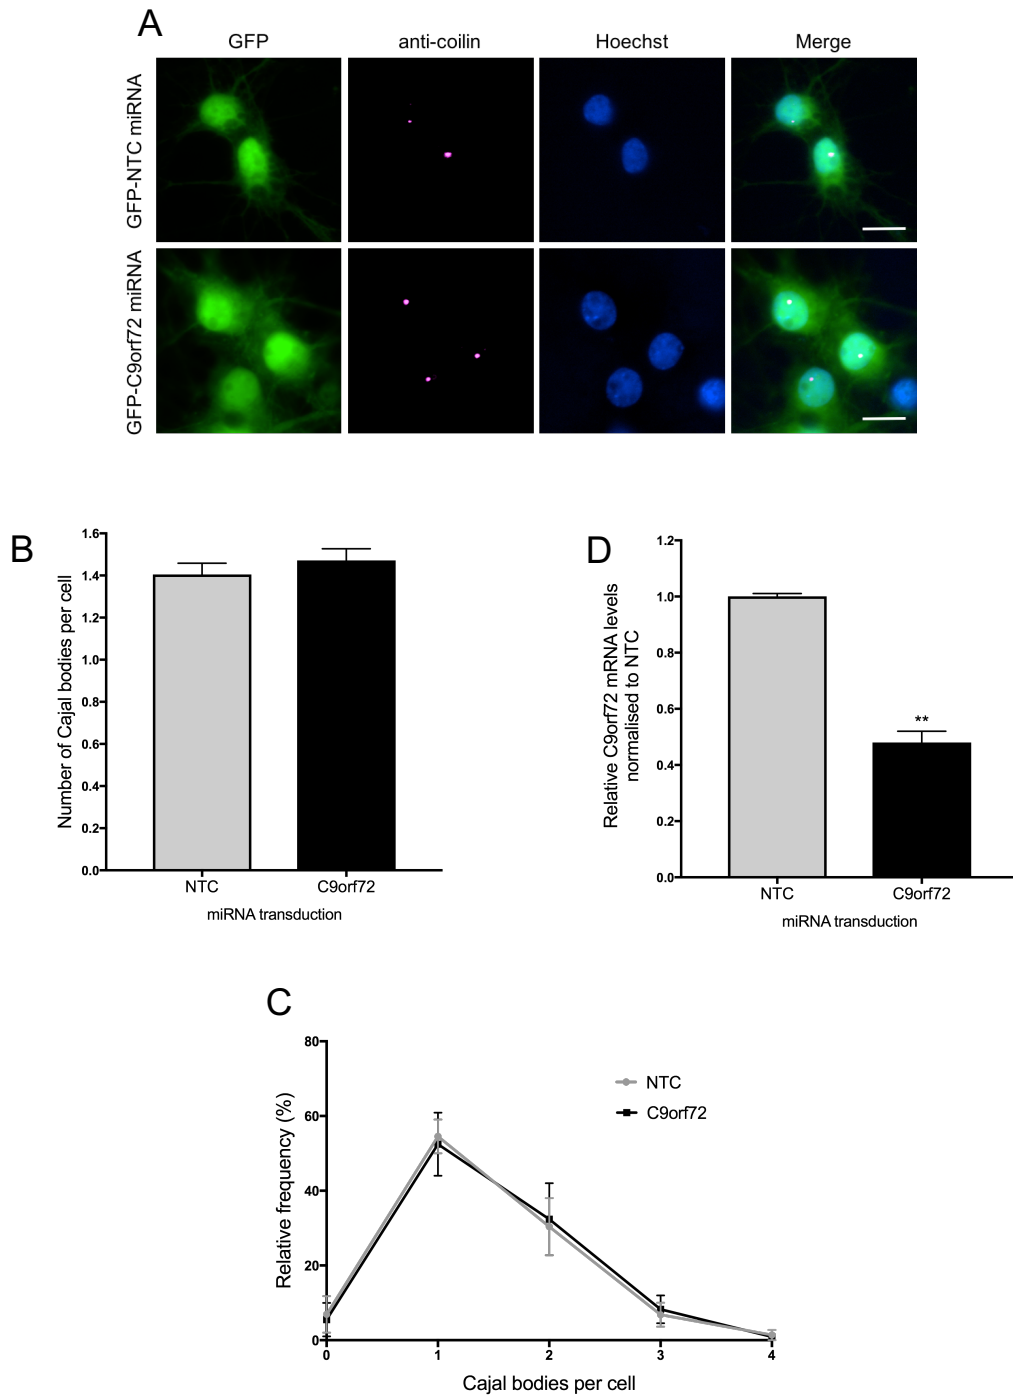 A
GFP anti-coilin Hoechst Merge
GFP-NTC miRNA
GFP-C9orf72 miRNA
B
Number of Cajal bodies per cell
1.6
1.4
1.2
1.0
0.8
0.6
0.4
0.2
0.0
NTC C9orf72
miRNA transduction
D
Relative C9orf72 mRNA levels
normalised to NTC
1.2
1.0
0.8
0.6
0.4
0.2
0.0
**
NTC C9orf72
miRNA transduction
C
Relative frequency (%)
80
60
40
20
0
NTC
C9orf72
0 1 2 3 4
Cajal bodies per cell